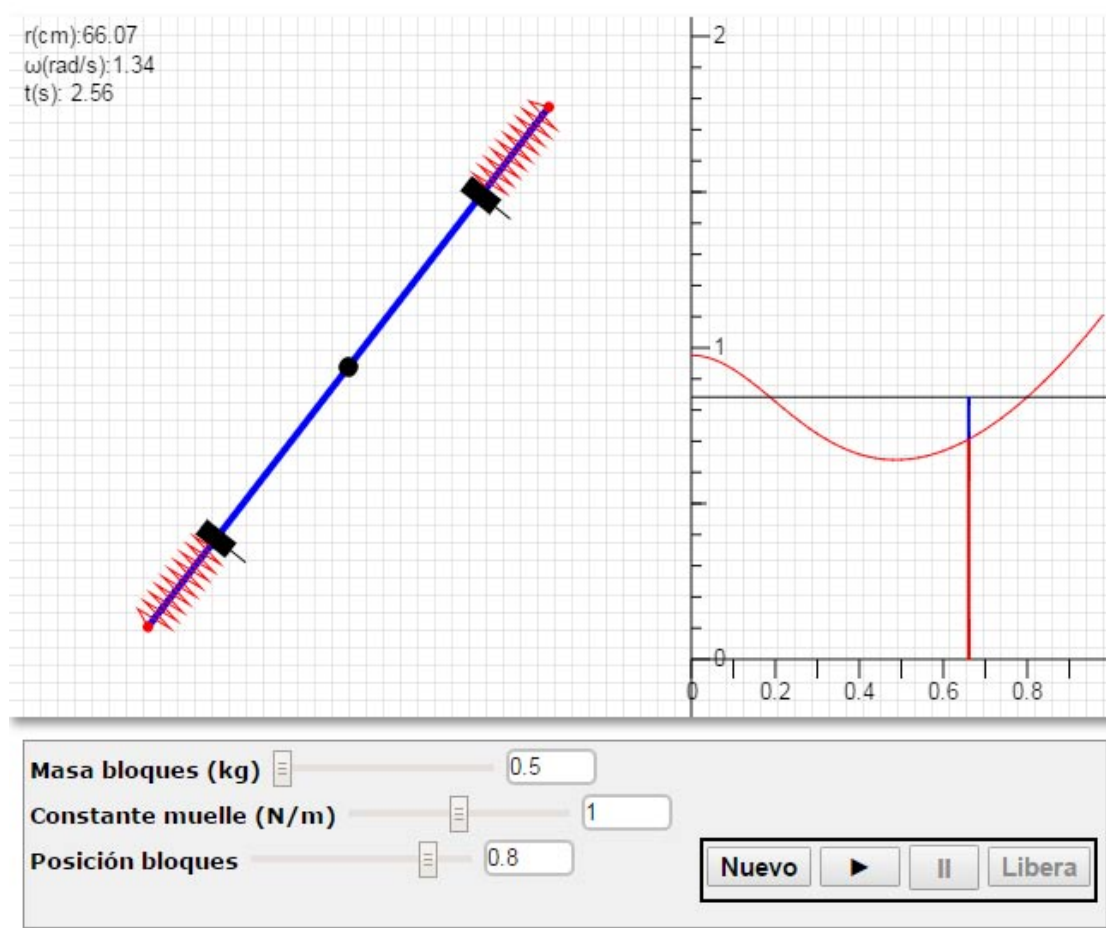 r(cm):66.07
ω(rad/s):1.34
t(s): 2.56
2
1
0
0 0.2 0.4 0.6 0.8
Masa bloques (kg) 0.5
Constante muelle (N/m) 1
Posición bloques 0.8
Nuevo ► II Libera